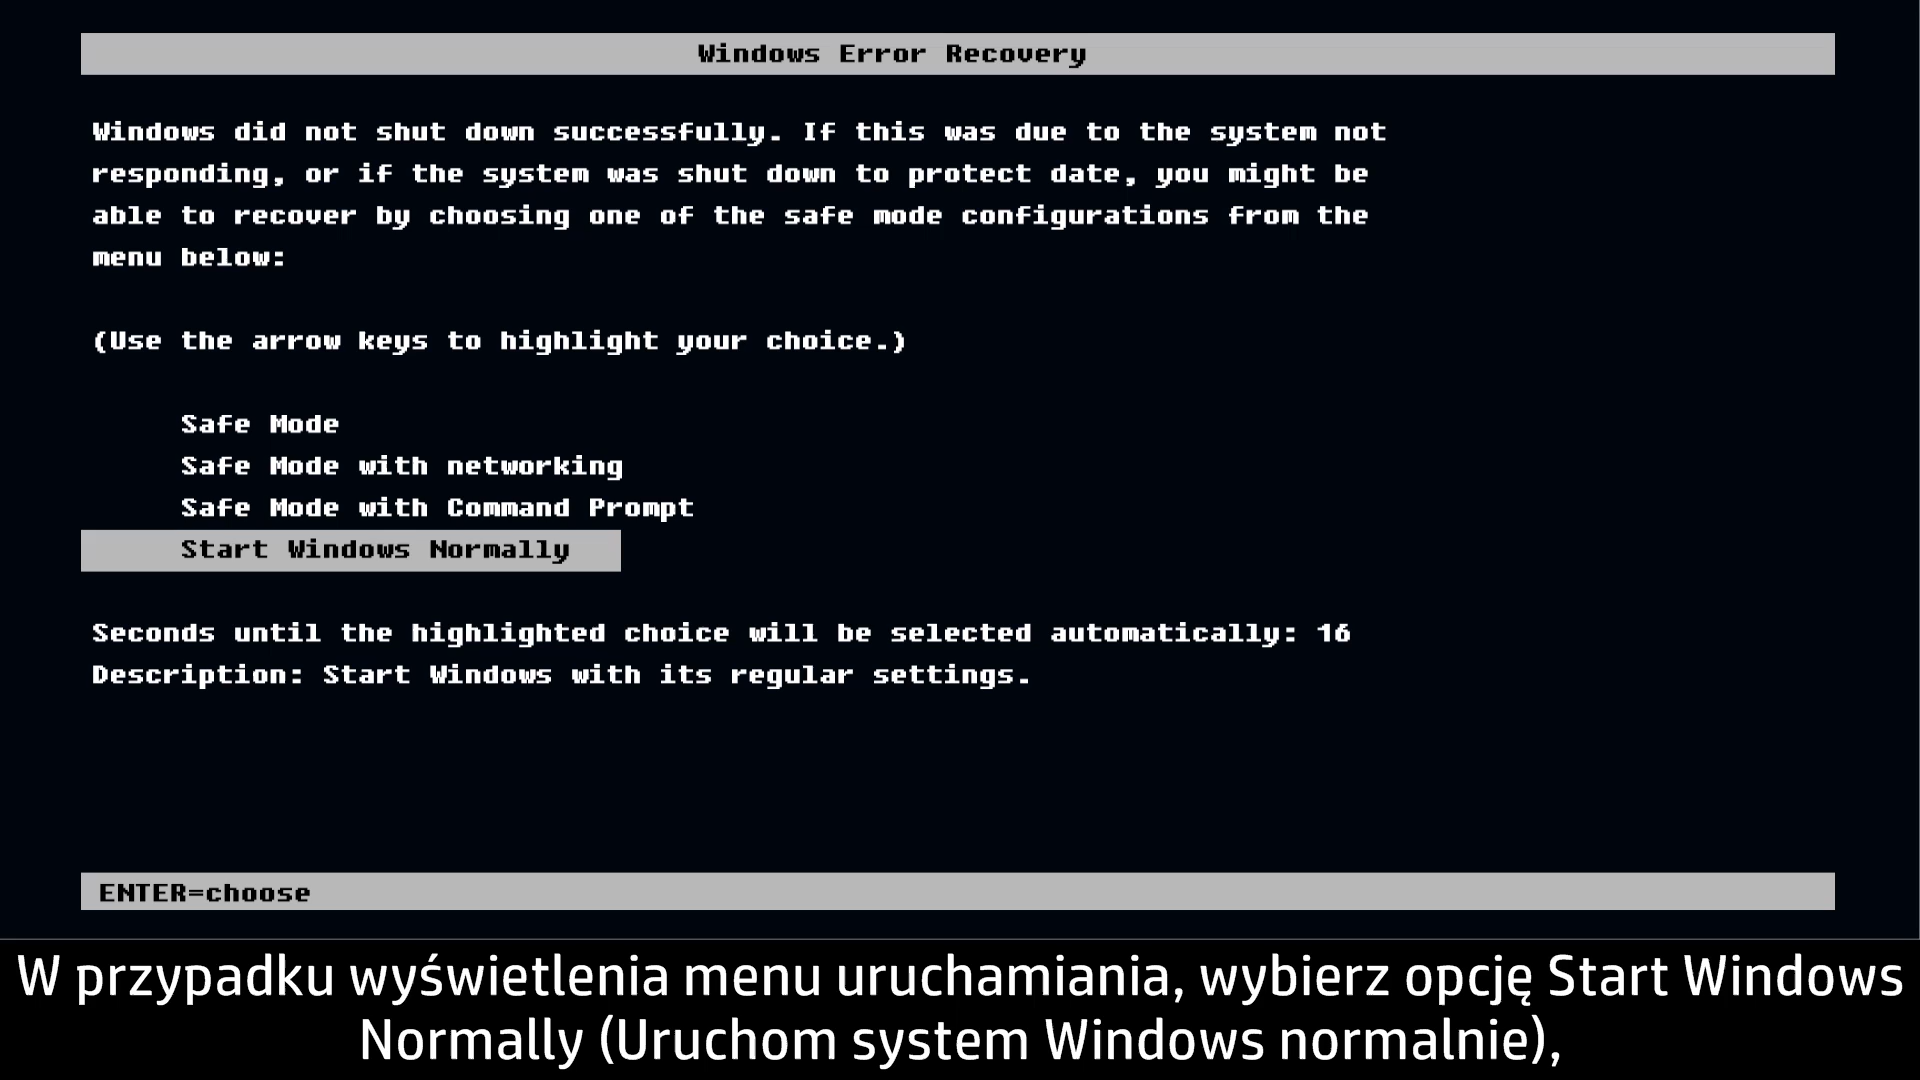 Windows Error Recovery
Windows did not shut down successfully. If this was due to the system not
responding, or if the system was shut down to protect date, you might be
able to recover by choosing one of the safe mode configurations from the
menu below:
(Use the arrow keys to highlight your choice.)
Safe Mode
Safe Mode with networking
Safe Mode with Command Prompt
Start Windows Normally
Seconds until the highlighted choice will be selected automatically: 16
Description: Start Windows with its regular settings.
ENTER=choose
W przypadku wyświetlenia menu uruchamiania, wybierz opcję Start Windows
Normally (Uruchom system Windows normalnie),